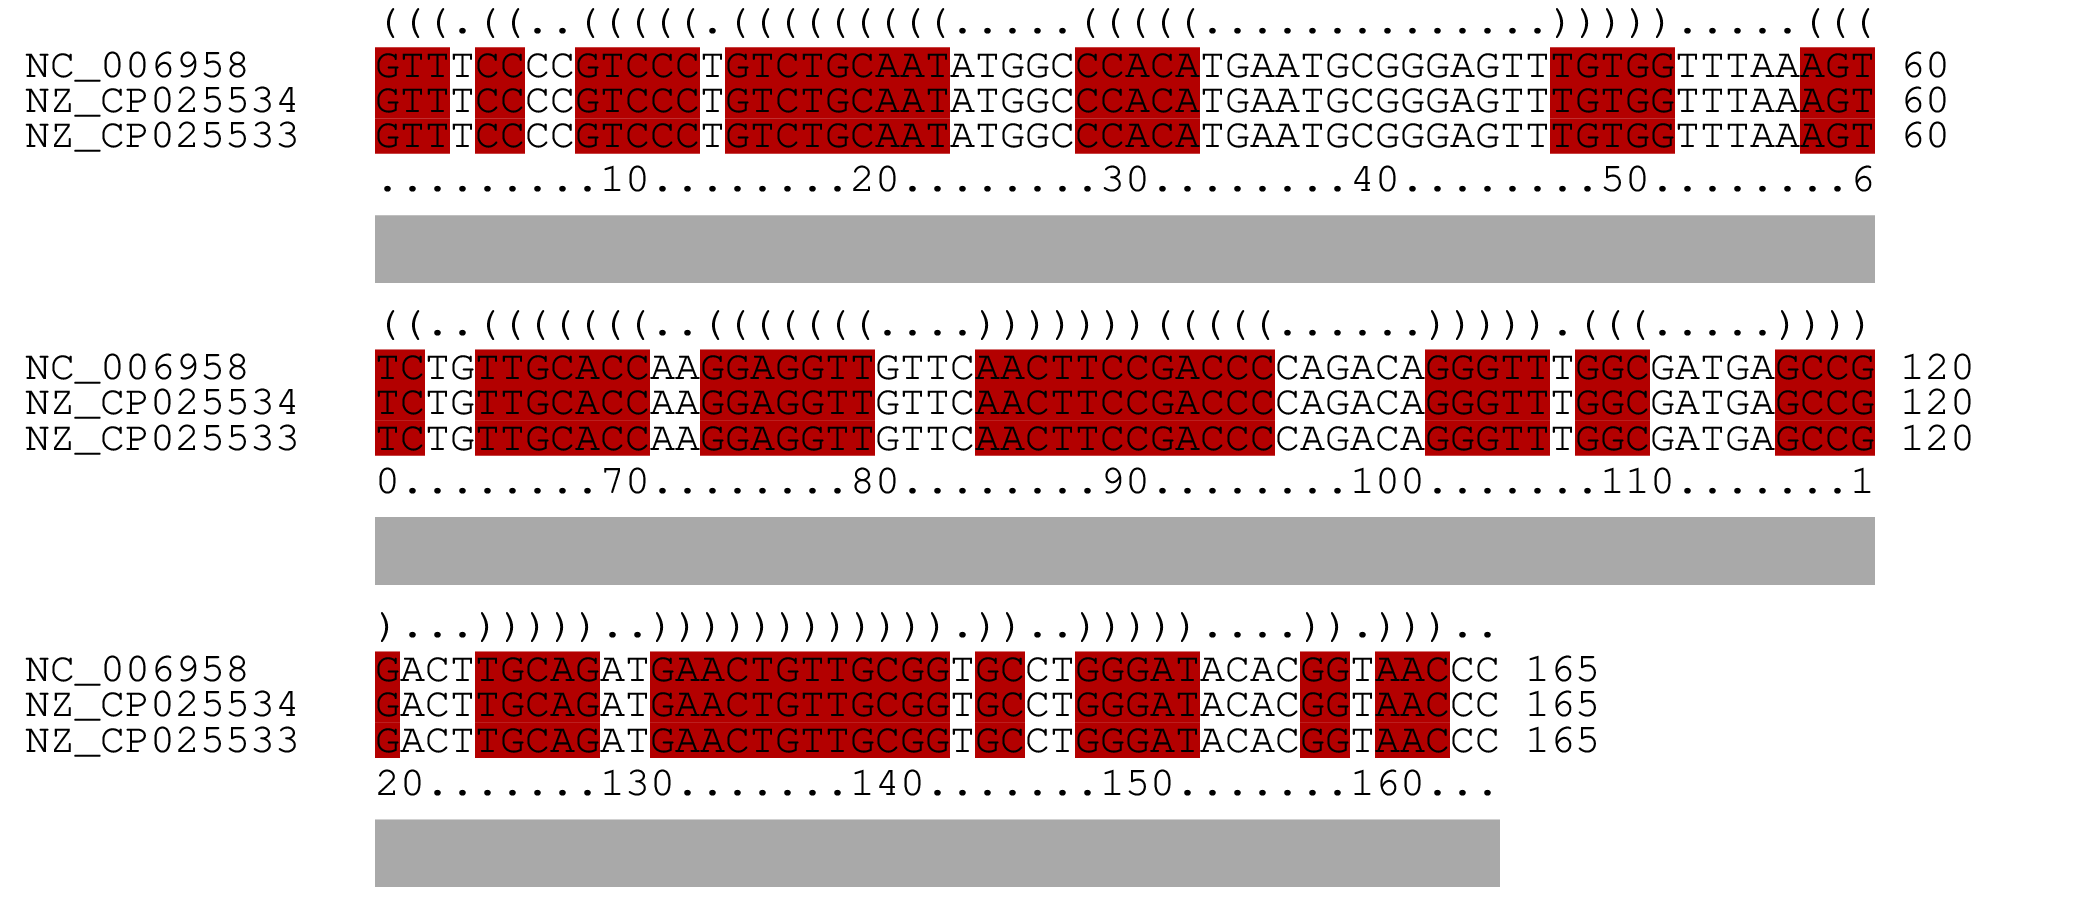 (((.((..(((((.(((((((((.....(((((..............))))).....(((
NC_006958 GTTTCCCCGTCCCTGTCTGCAATATGGCCCACATGAATGCGGGAGTTTGTGGTTTAAAGT 60
NZ_CP025534 GTTTCCCCGTCCCTGTCTGCAATATGGCCCACATGAATGCGGGAGTTTGTGGTTTAAAGT 60
NZ_CP025533 GTTTCCCCGTCCCTGTCTGCAATATGGCCCACATGAATGCGGGAGTTTGTGGTTTAAAGT 60
.........10........20........30........40........50........6
((..(((((((..(((((((....)))))))(((((......))))).(((.....))))
NC_006958 TCTGTTGCACCAAGGAGGTTGTTCAACTTCCGACCCCAGACAGGGTTTGGCGATGAGCCG 120
NZ_CP025534 TCTGTTGCACCAAGGAGGTTGTTCAACTTCCGACCCCAGACAGGGTTTGGCGATGAGCCG 120
NZ_CP025533 TCTGTTGCACCAAGGAGGTTGTTCAACTTCCGACCCCAGACAGGGTTTGGCGATGAGCCG 120
0........70........80........90........100.......110.......1
)...)))))..)))))))))))).))..)))))....)).)))..
NC_006958 GACTTGCAGATGAACTGTTGCGGTGCCTGGGATACACGGTAACCC 165
NZ_CP025534 GACTTGCAGATGAACTGTTGCGGTGCCTGGGATACACGGTAACCC 165
NZ_CP025533 GACTTGCAGATGAACTGTTGCGGTGCCTGGGATACACGGTAACCC 165
20.......130.......140.......150.......160...